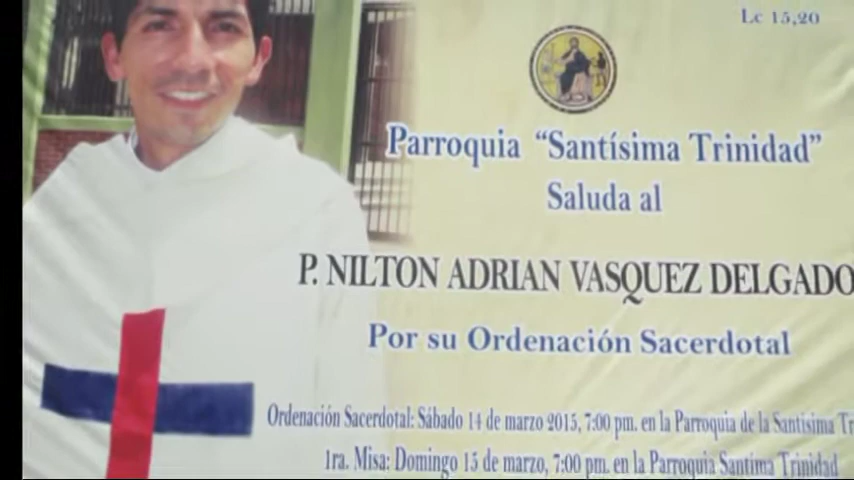 Lc 15,20
Parroquia “Santísima Trinidad”
Saluda al
P. NILTON ADRIAN VASQUEZ DELGADO
Por su Ordenación Sacerdotal
Ordenación Sacerdotal: Sábado 14 de marzo 2015, 7:00 pm. en la Parroquia de la Santísima Tr
1ra. Misa: Domingo 15 de marzo, 7:00 pm. en la Parroquia Santima Trinidad